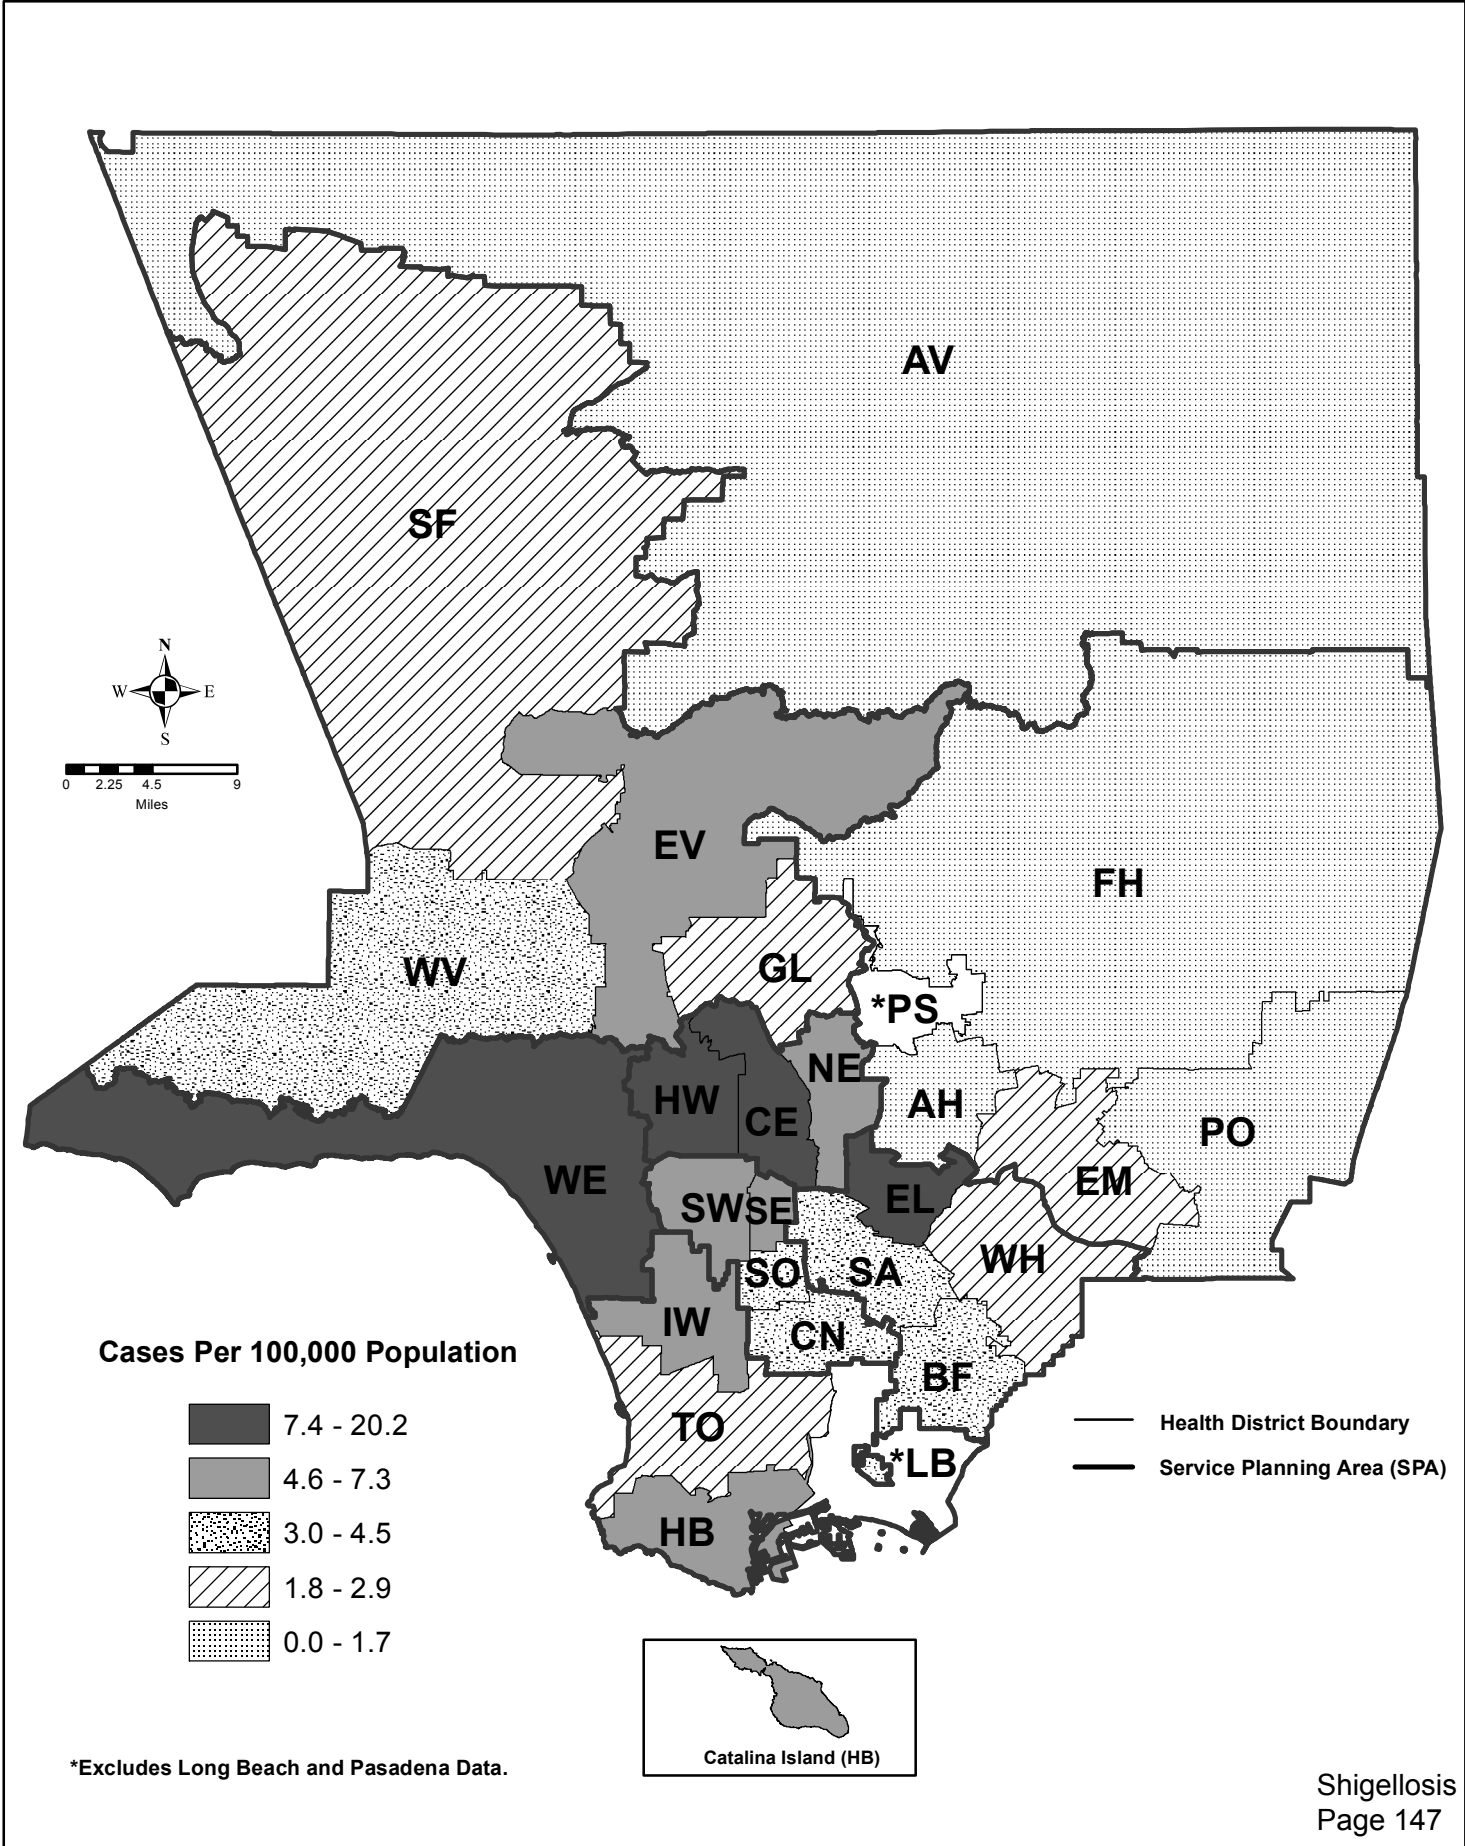 AV
SF
N
W E
S
0 2.25 4.5 9
Miles
EV
FH
WV
GL
*PS
NE
HW
AH
CE
PO
WE
EM
EL
SW
SE
WH
SO
SA
IW
CN
BF
TO
*LB
HB
Cases Per 100,000 Population
7.4 - 20.2
4.6 - 7.3
3.0 - 4.5
1.8 - 2.9
0.0 - 1.7
Health District Boundary
Service Planning Area (SPA)
Catalina Island (HB)
*Excludes Long Beach and Pasadena Data.
Shigellosis
Page 147